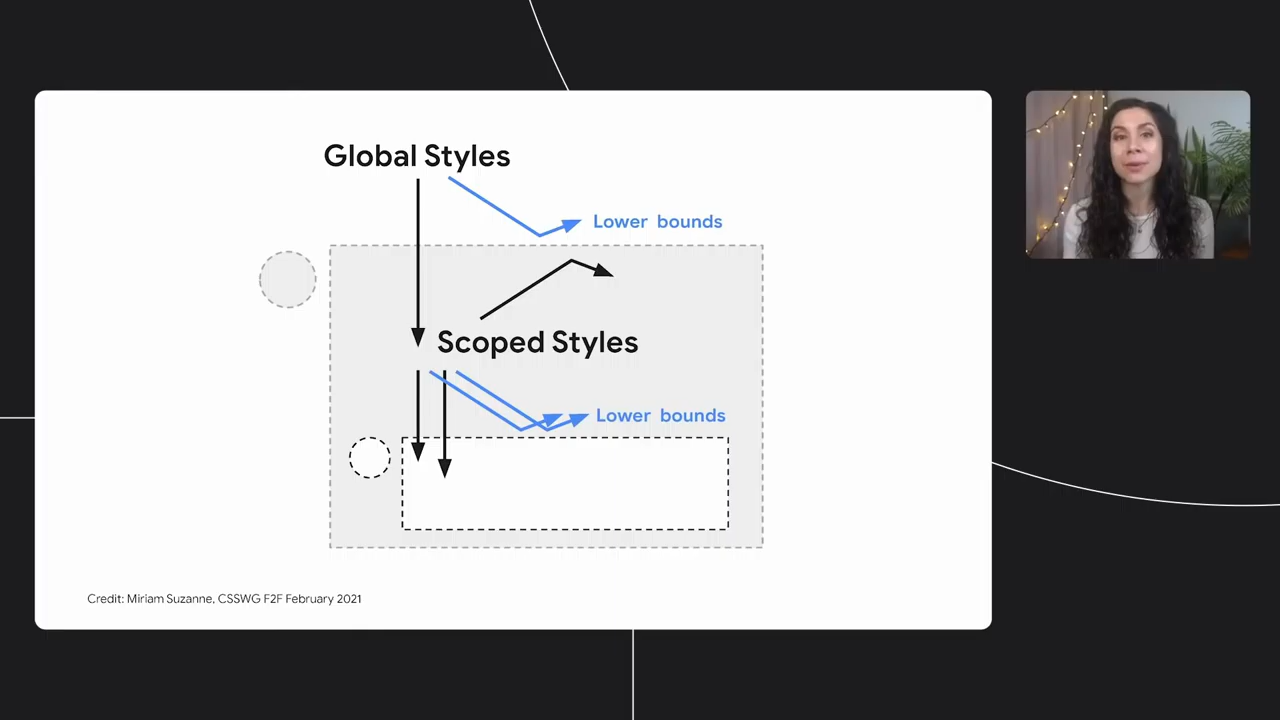 Global Styles
Lower bounds
Scoped Styles
Lower bounds
Credit: Miriam Suzanne, CSSWG F2F February 2021